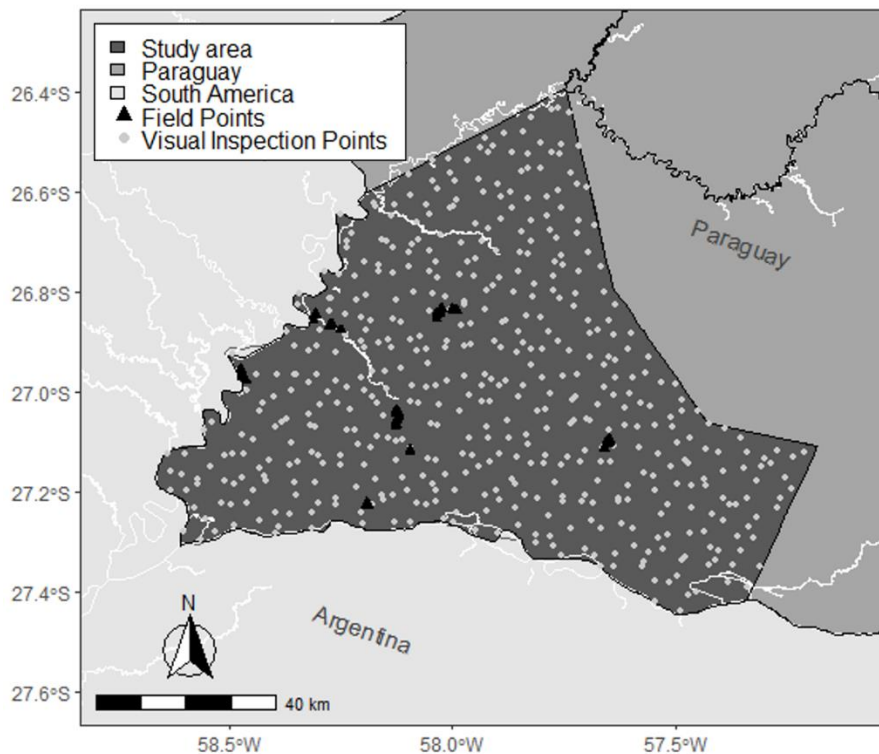 Study area
Paraguay
South America
Field Points
Visual Inspection Points
26.4°S
26.6°S
26.8°S
27.0°S
27.2°S
27.4°S
27.6°S
Paraguay
Argentina
N
40 km
58.5°W
58.0°W
57.5°W